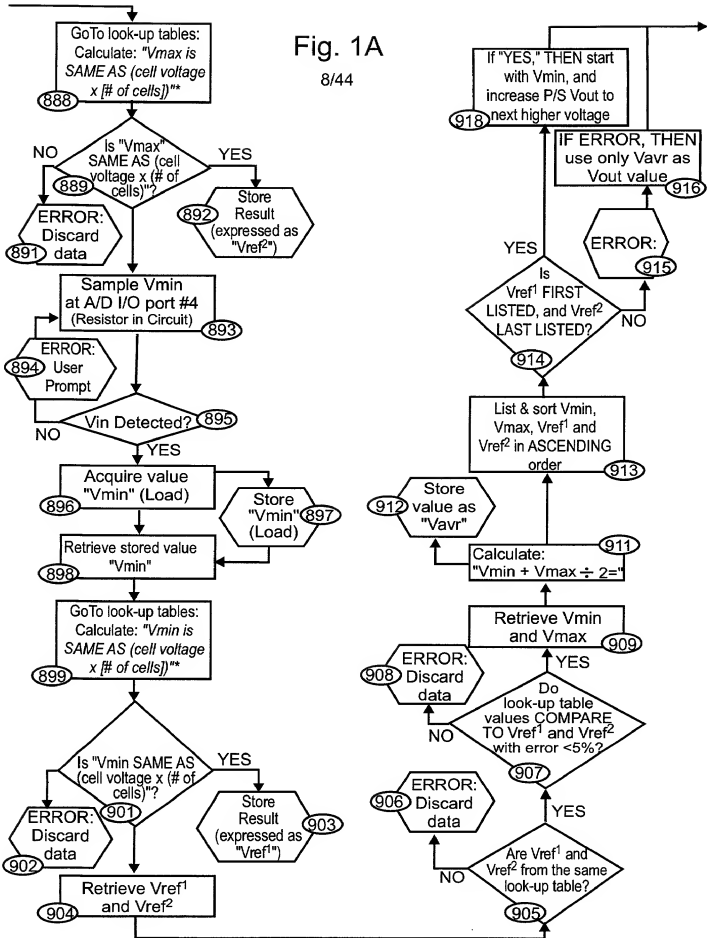 GoTo look-up tables:
Calculate: "Vmax is
SAME AS (cell voltage
x [# of cells])"*
888
Is "Vmax"
SAME AS (cell
voltage x (# of
cells)"?
889
NO
YES
ERROR:
Discard
data
891
Store
Result
(expressed as
"Vref²")
892
Sample Vmin
at A/D I/O port #4
(Resistor in Circuit)
893
ERROR:
User
Prompt
894
Vin Detected?
895
NO
YES
Acquire value
"Vmin" (Load)
896
Store
"Vmin"
(Load)
897
Retrieve stored value
"Vmin"
898
GoTo look-up tables:
Calculate: "Vmin is
SAME AS (cell voltage
x [# of cells])"*
899
Is "Vmin SAME AS
(cell voltage x (# of
cells)"?
901
YES
ERROR:
Discard
data
902
Store
Result
(expressed as
"Vref¹")
903
Retrieve Vref¹
and Vref²
904
Fig. 1A
8/44
If "YES," THEN start
with Vmin, and
increase P/S Vout to
next higher voltage
918
IF ERROR, THEN
use only Vavr as
Vout value
916
ERROR:
915
YES
Is
Vref¹ FIRST
LISTED, and Vref²
LAST LISTED?
914
NO
List & sort Vmin,
Vmax, Vref¹ and
Vref² in ASCENDING
order
913
Store
value as
"Vavr"
912
911
Calculate:
"Vmin + Vmax ÷ 2="
Retrieve Vmin
and Vmax
909
YES
ERROR:
Discard
data
908
NO
Do
look-up table
values COMPARE
TO Vref¹ and Vref²
with error <5%?
907
ERROR:
Discard
data
906
YES
NO
Are Vref¹ and
Vref² from the same
look-up table?
905